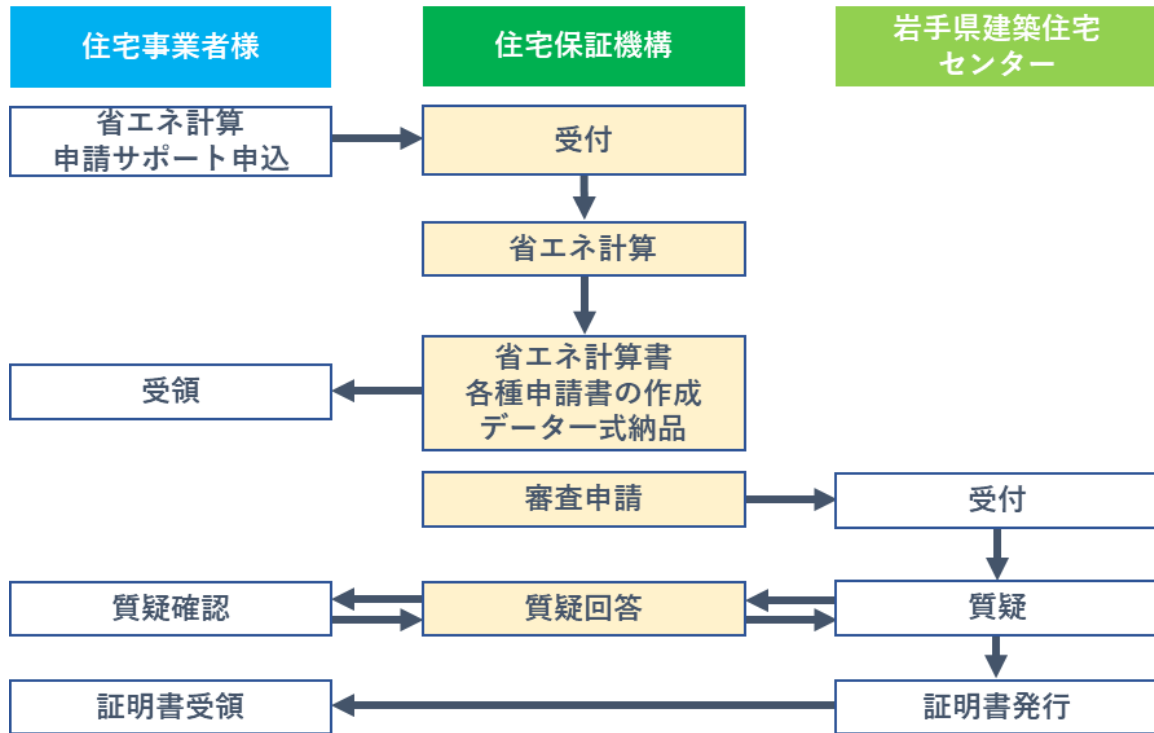 住宅事業者様
住宅保証機構
岩手県建築住宅
センター
省エネ計算
申請サポート申込
受付
省エネ計算
省エネ計算書
各種申請書の作成
データ一式納品
受領
審査申請
受付
質疑確認
質疑回答
質疑
証明書受領
証明書発行